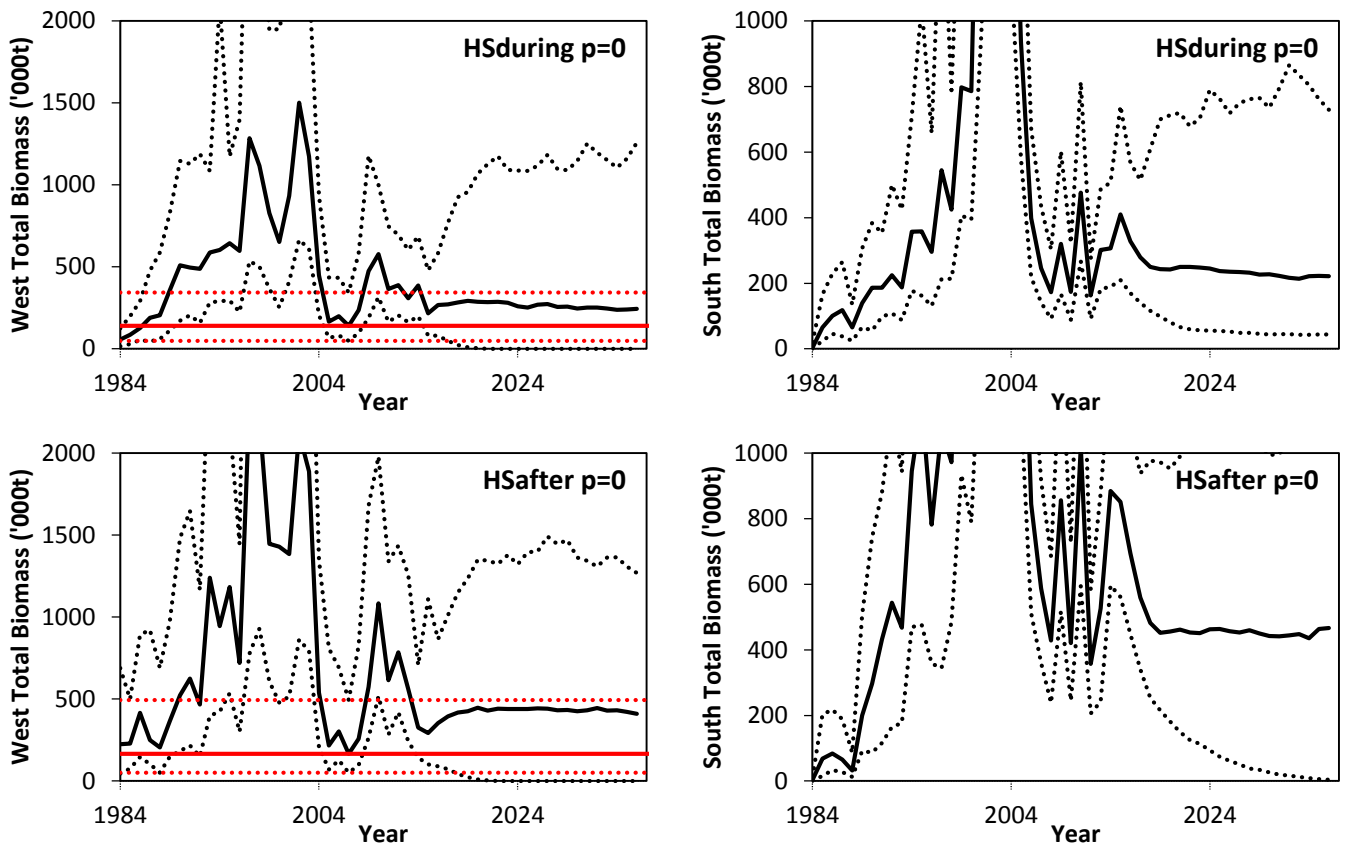 West Total Biomass ('000t)
2000
1500
1000
500
0
HSduring p=0
1984
2004
2024
Year
South Total Biomass ('000t)
1000
800
600
400
200
0
HSduring p=0
1984
2004
2024
Year
West Total Biomass ('000t)
2000
1500
1000
500
0
HSafter p=0
1984
2004
2024
Year
South Total Biomass ('000t)
1000
800
600
400
200
0
HSafter p=0
1984
2004
2024
Year